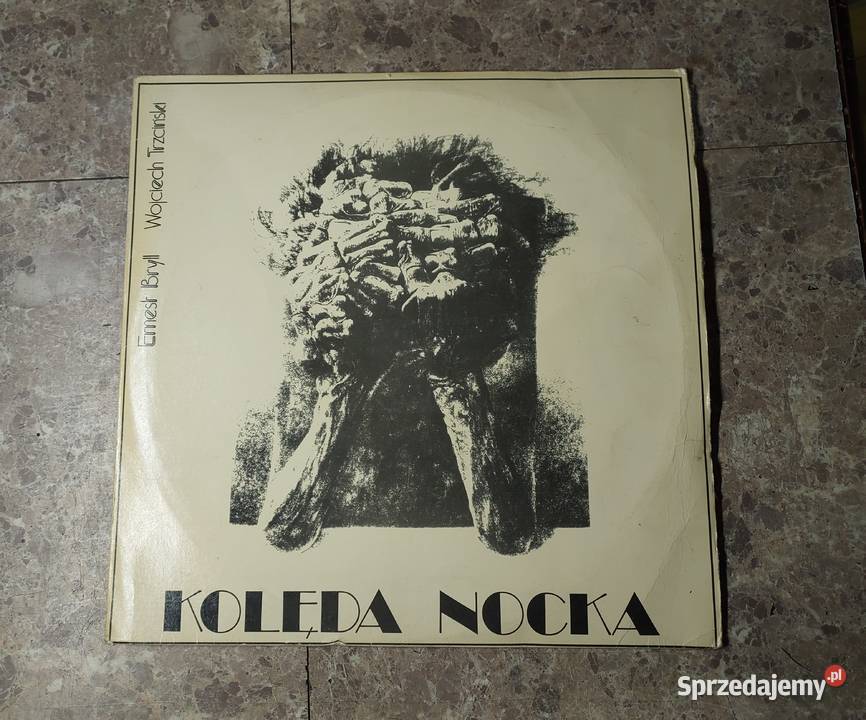 Ernest Bryll Wojciech Trzciński
KOLĘDA NOCKA
Sprzedajemy.pl